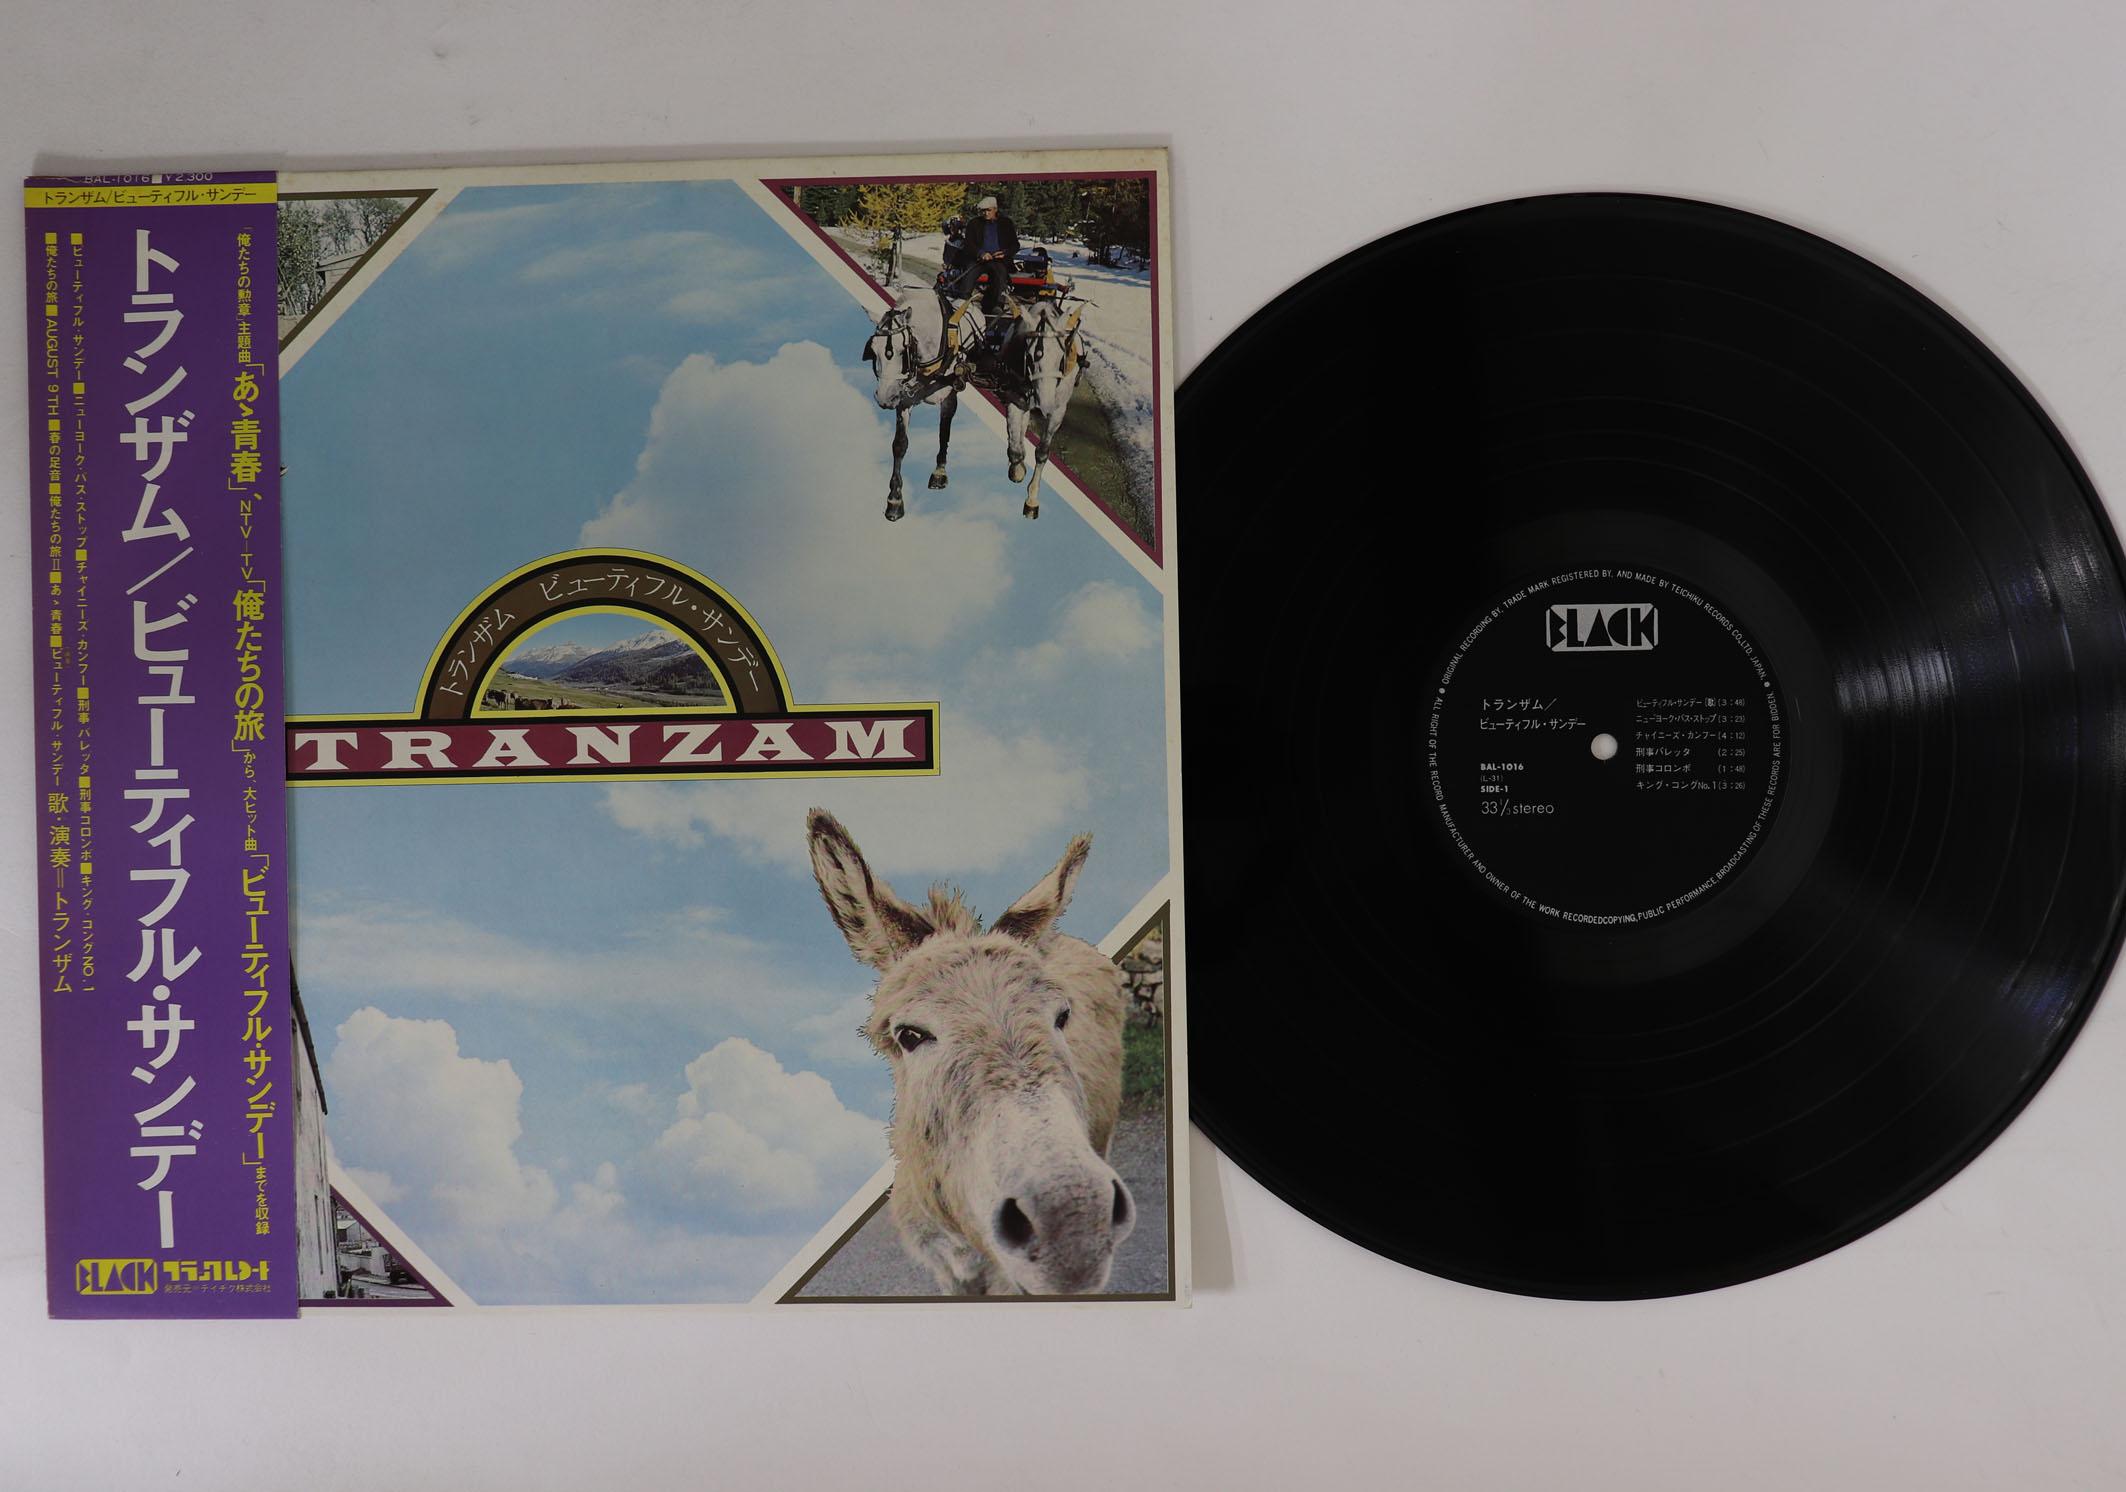 BAL-1016 ■ ¥2,300
トランザム/ビューティフル・サンデー
「俺たちの勲章」主題曲「あゝ青春」、NTV—TV「俺たちの旅」から、大ヒット曲「ビューティフル・サンデー」までを収録
トランザム/ビューティフル・サンデー
■ビューティフル・サンデー■ニューヨーク・バス・ストップ■チャイニーズ・カンフー■刑事バレッタ■刑事コロンボ■キング・コングNO.1
■俺たちの旅■AUGUST 9TH■春の足音■俺たちの旅II■あゝ青春■ビューティフル・サンデー 歌・演奏=トランザム
BLACK ブラックレコード
発売元=テイチク株式会社
トランザム ビューティフル・サンデー
TRANZAM
● ORIGINAL RECORDING BY, TRADE MARK REGISTERED BY, AND MADE BY TEICHIKU RECORDS CO.,LTD. JAPAN. ●
ALL RIGHT OF THE RECORD MANUFACTURER AND OWNER OF THE WORK RECORDED COPYING, PUBLIC PERFORMANCE, BROADCASTING OF THESE RECORDS ARE FOR BIDDEN.
BLACK
トランザム/
ビューティフル・サンデー
BAL-1016
(L-31)
SIDE-1
33 1/3 stereo
ビューティフル・サンデー〔歌〕(3:48)
ニューヨーク・バス・ストップ(3:23)
チャイニーズ・カンフー(4:12)
刑事バレッタ (2:25)
刑事コロンボ (1:48)
キング・コングNo.1(3:26)